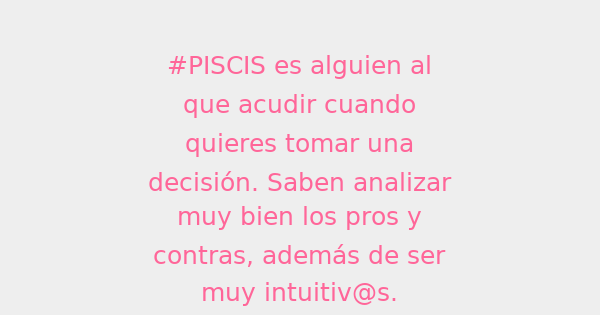 #PISCIS es alguien al
que acudir cuando
quieres tomar una
decisión. Saben analizar
muy bien los pros y
contras, además de ser
muy intuitiv@s.